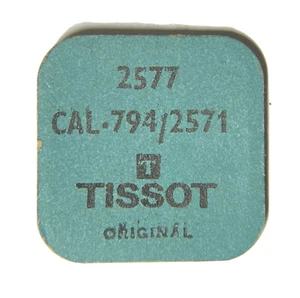 2577
CAL.794/2571
T
TISSOT
ORIGINAL